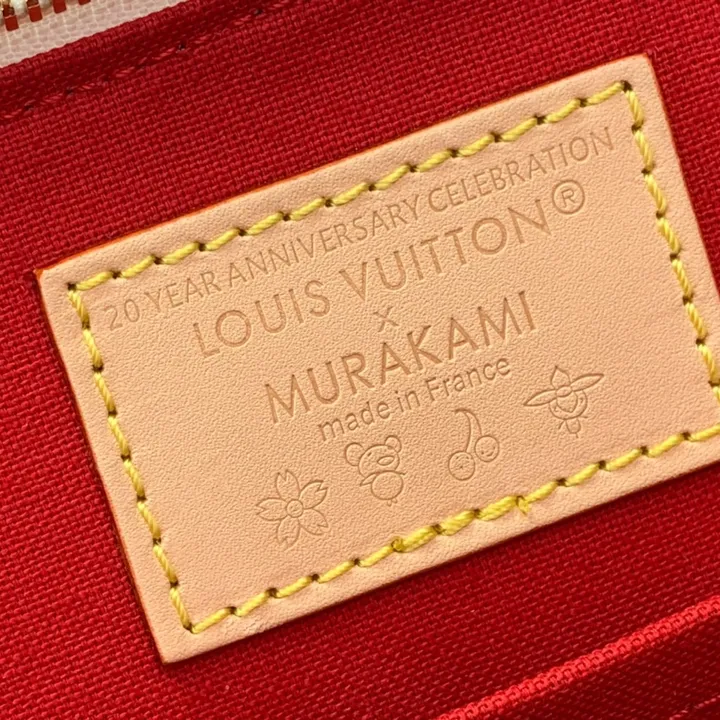 20 YEAR ANNIVERSARY CELEBRATION
LOUIS VUITTON®
×
MURAKAMI
made in France